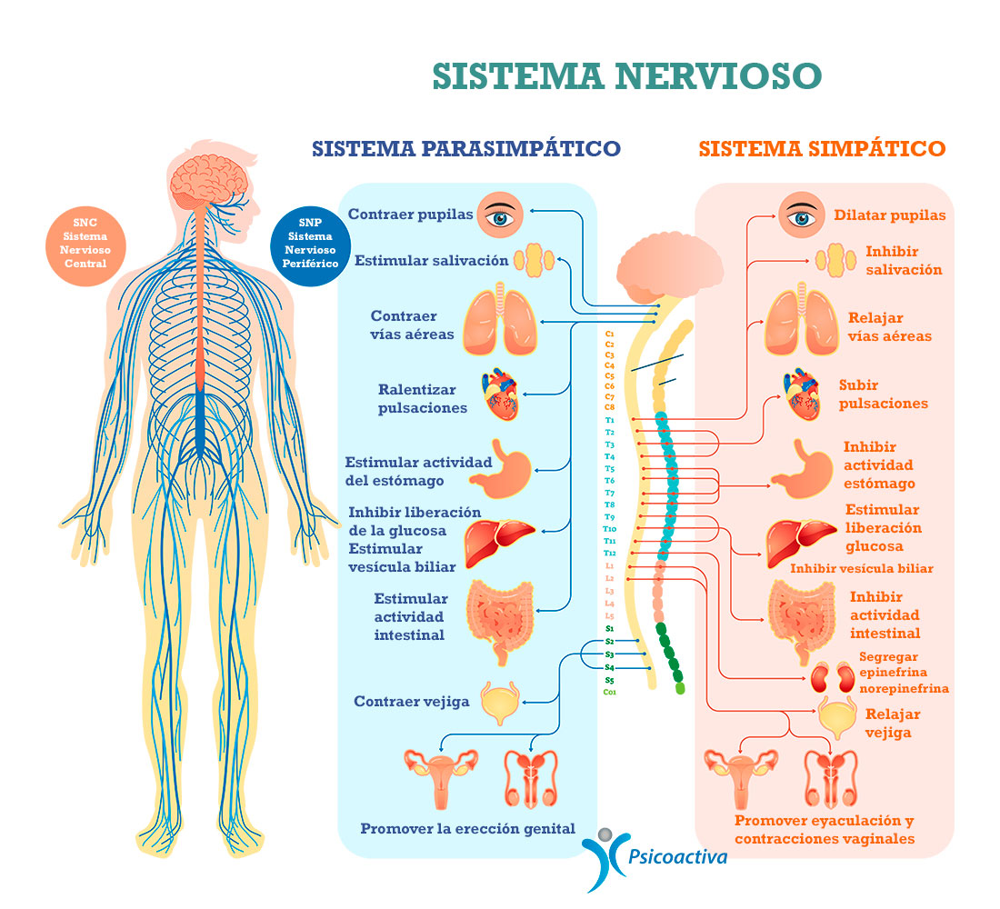 SISTEMA NERVIOSO
SISTEMA PARASIMPÁTICO
SISTEMA SIMPÁTICO
SNC
Sistema
Nervioso
Central
SNP
Sistema
Nervioso
Periférico
Contraer pupilas
Estimular salivación
Contraer
vías aéreas
Ralentizar
pulsaciones
Estimular actividad
del estómago
Inhibir liberación
de la glucosa
Estimular
vesícula biliar
Estimular
actividad
intestinal
Contraer vejiga
Promover la erección genital
C1
C2
C3
C4
C5
C6
C7
C8
T1
T2
T3
T4
T5
T6
T7
T8
T9
T10
T11
T12
L1
L2
L3
L4
L5
S1
S2
S3
S4
S5
Co1
Dilatar pupilas
Inhibir
salivación
Relajar
vías aéreas
Subir
pulsaciones
Inhibir
actividad
estómago
Estimular
liberación
glucosa
Inhibir vesícula biliar
Inhibir
actividad
intestinal
Segregar
epinefrina
norepinefrina
Relajar
vejiga
Promover eyaculación y
contracciones vaginales
Psicoactiva